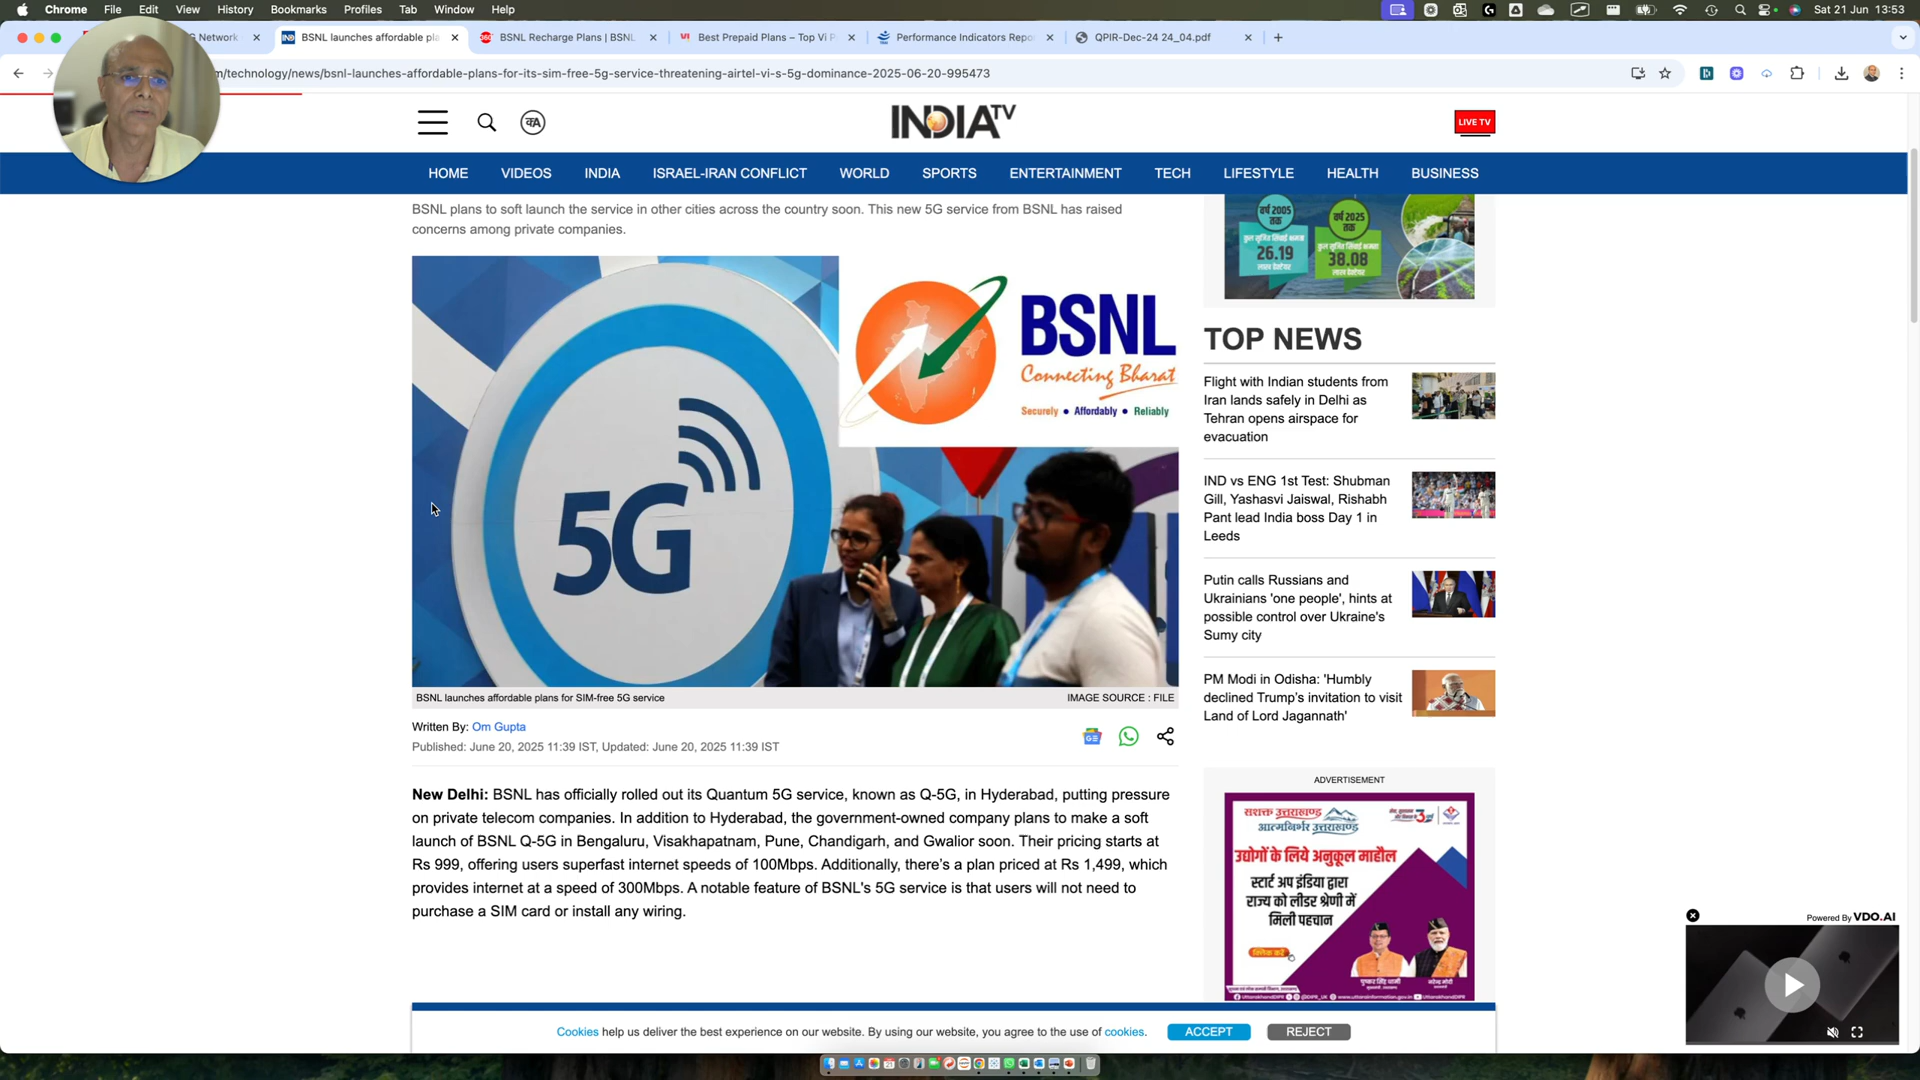 Chrome File Edit View History Bookmarks Profiles Tab Window Help
Sat 21 Jun 13:53
G Network
BSNL launches affordable pla
BSNL Recharge Plans | BSNL
Best Prepaid Plans – Top Vi P
Performance Indicators Repo
QPIR-Dec-24 24_04.pdf
m/technology/news/bsnl-launches-affordable-plans-for-its-sim-free-5g-service-threatening-airtel-vi-s-5g-dominance-2025-06-20-995473
INDIA TV
LIVE TV
HOME VIDEOS INDIA ISRAEL-IRAN CONFLICT WORLD SPORTS ENTERTAINMENT TECH LIFESTYLE HEALTH BUSINESS
BSNL plans to soft launch the service in other cities across the country soon. This new 5G service from BSNL has raised
concerns among private companies.
5G
BSNL
Connecting Bharat
Securely • Affordably • Reliably
BSNL launches affordable plans for SIM-free 5G service
IMAGE SOURCE : FILE
Written By: Om Gupta
Published: June 20, 2025 11:39 IST, Updated: June 20, 2025 11:39 IST
New Delhi: BSNL has officially rolled out its Quantum 5G service, known as Q-5G, in Hyderabad, putting pressure
on private telecom companies. In addition to Hyderabad, the government-owned company plans to make a soft
launch of BSNL Q-5G in Bengaluru, Visakhapatnam, Pune, Chandigarh, and Gwalior soon. Their pricing starts at
Rs 999, offering users superfast internet speeds of 100Mbps. Additionally, there's a plan priced at Rs 1,499, which
provides internet at a speed of 300Mbps. A notable feature of BSNL's 5G service is that users will not need to
purchase a SIM card or install any wiring.
वर्ष 2005
तक
26.19
वर्ष 2025
तक
38.08
TOP NEWS
Flight with Indian students from
Iran lands safely in Delhi as
Tehran opens airspace for
evacuation
IND vs ENG 1st Test: Shubman
Gill, Yashasvi Jaiswal, Rishabh
Pant lead India boss Day 1 in
Leeds
Putin calls Russians and
Ukrainians 'one people', hints at
possible control over Ukraine's
Sumy city
PM Modi in Odisha: 'Humbly
declined Trump's invitation to visit
Land of Lord Jagannath'
ADVERTISEMENT
सशक्त उत्तराखण्ड
आत्मनिर्भर उत्तराखण्ड
उद्योगों के लिये अनुकूल माहौल
स्टार्ट अप इंडिया द्वारा
राज्य को लीडर श्रेणी में
मिली पहचान
क्लिक करें
Powered By VDO.AI
Cookies help us deliver the best experience on our website. By using our website, you agree to the use of cookies.
ACCEPT
REJECT